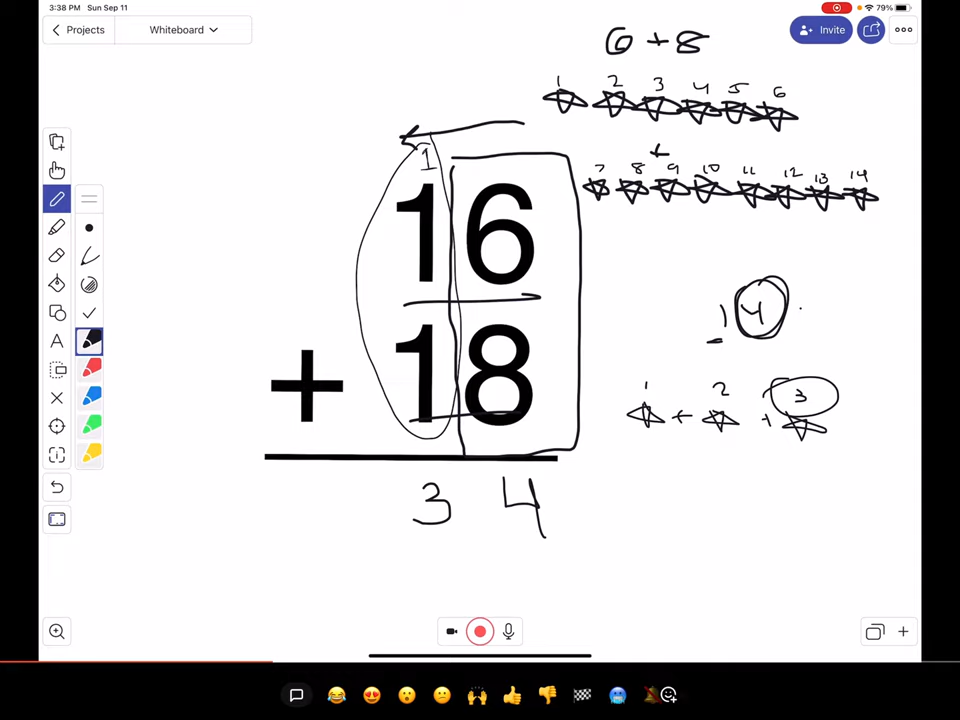 3:38 PM Sun Sep 11
79%
Projects
Whiteboard
Invite
6 + 8
1 2 3 4 5 6
+
7 8 9 10 11 12 13 14
1
16
+ 18
34
14
1 2 3
+ +
A